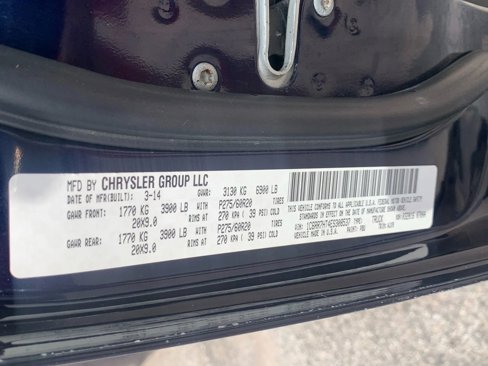 MFD BY CHRYSLER GROUP LLC
DATE OF MFR(BUILT): 3-14 GVWR: 3130 KG 6900 LB
GAWR FRONT: 1770 KG 3900 LB WITH P275/60R20 TIRES
20X9.0 RIMS AT 270 KPA( 39 PSI) COLD
GAWR REAR: 1770 KG 3900 LB WITH P275/60R20 TIRES
20X9.0 RIMS AT 270 KPA( 39 PSI) COLD
THIS VEHICLE CONFORMS TO ALL APPLICABLE
U.S.A. FEDERAL MOTOR VEHICLE SAFETY
STANDARDS IN EFFECT ON THE DATE
OF MANUFACTURE SHOWN ABOVE.
VIN: TYPE: TRUCK
PAINT: TRIM:
MADE IN U.S.A.